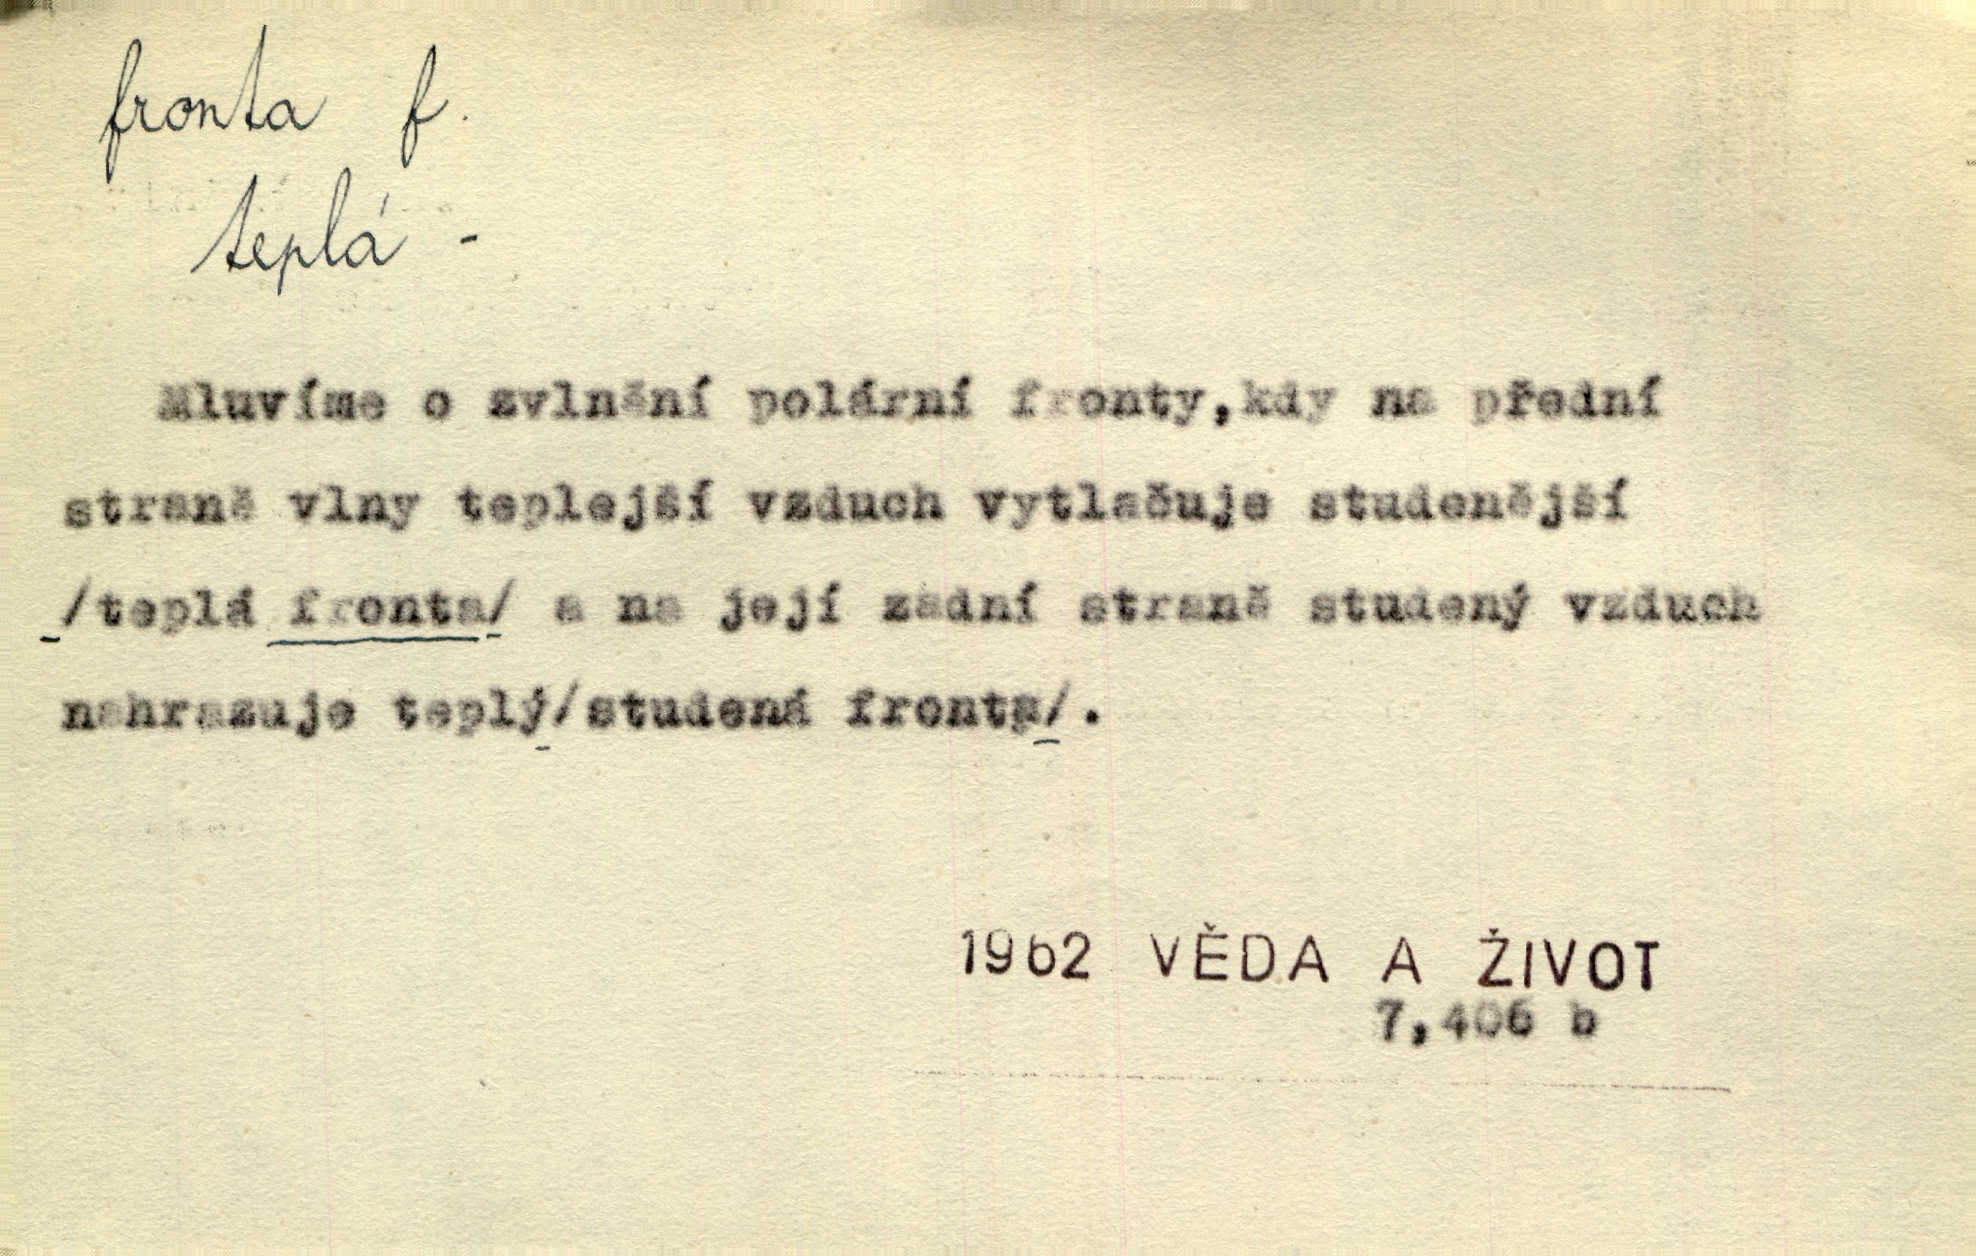 fronta f.
teplá -
Mluvíme o zvlnění polární fronty,kdy na přední
straně vlny teplejší vzduch vytlačuje studenější
/teplá fronta/ a na její zadní straně studený vzduch
nahrazuje teplý/studená fronta/.
1962 VĚDA A ŽIVOT
7,406 b